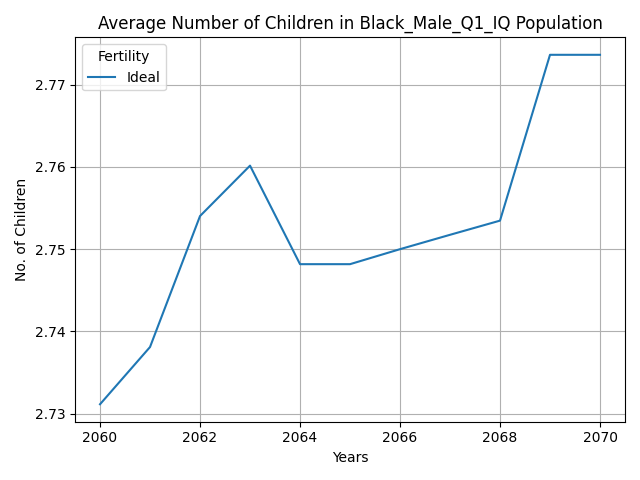 Average Number of Children in Black_Male_Q1_IQ Population
Fertility
Ideal
No. of Children
2.77
2.76
2.75
2.74
2.73
2060
2062
2064
2066
2068
2070
Years